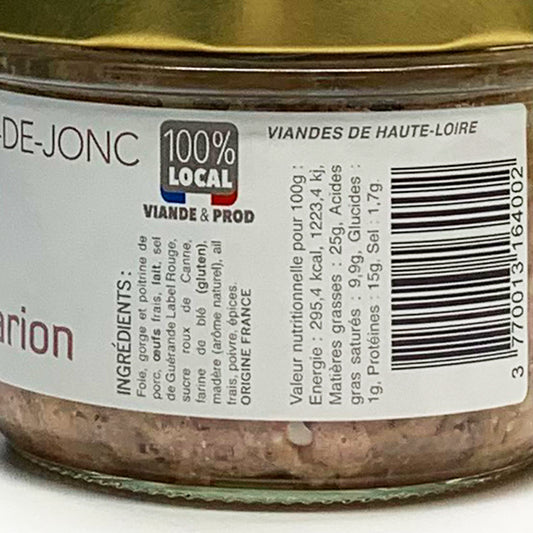 -DE-JONC
100%
LOCAL
VIANDE & PROD
VIANDES DE HAUTE-LOIRE
arion
INGRÉDIENTS :
Foie, gorge et poitrine de
porc, œufs frais, lait, sel
de Guérande Label Rouge,
sucre roux de Canne,
farine de blé (gluten),
madère (arôme naturel), ail
frais, poivre, épices.
ORIGINE FRANCE
Valeur nutritionnelle pour 100g :
Energie : 295,4 kcal, 1223,4 kj,
Matières grasses : 25g, Acides
gras saturés : 9,9g, Glucides :
1g, Protéines : 15g, Sel : 1,7g.
3 770013 164002